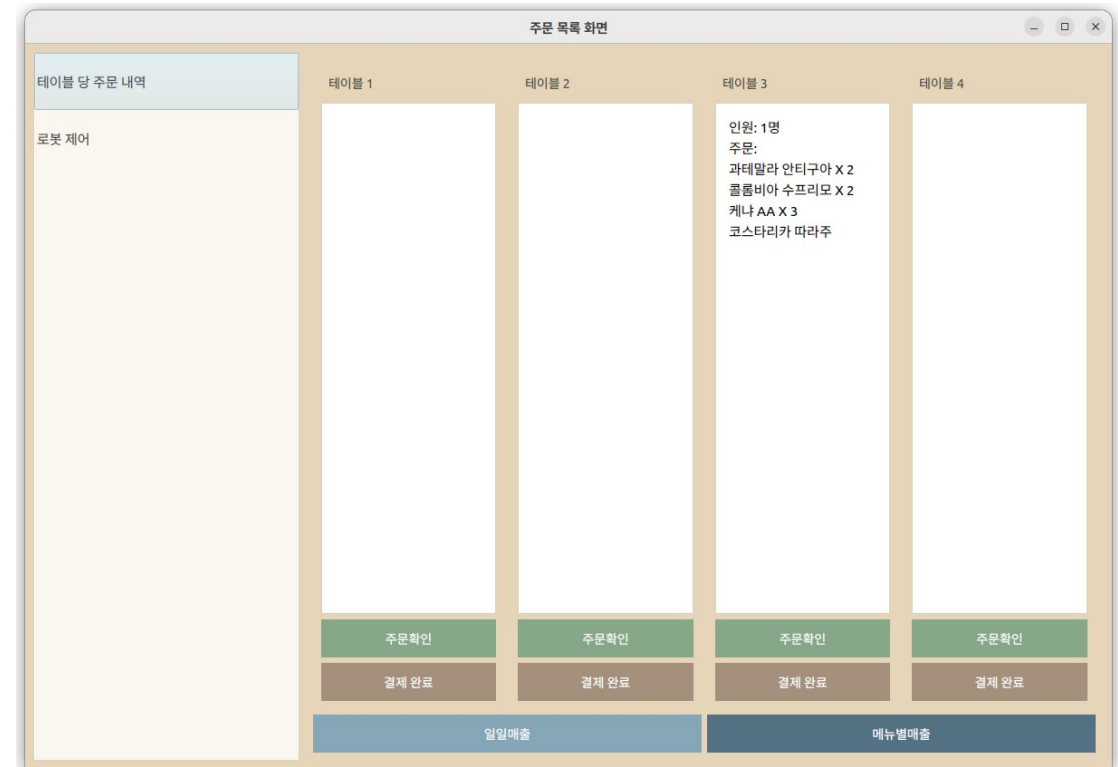 주문 목록 화면
테이블 당 주문 내역
로봇 제어
테이블 1
테이블 2
테이블 3
테이블 4
인원: 1명
주문:
과테말라 안티구아 X 2
콜롬비아 수프리모 X 2
케냐 AA X 3
코스타리카 따라주
주문확인
주문확인
주문확인
주문확인
결제 완료
결제 완료
결제 완료
결제 완료
일일매출
메뉴별매출